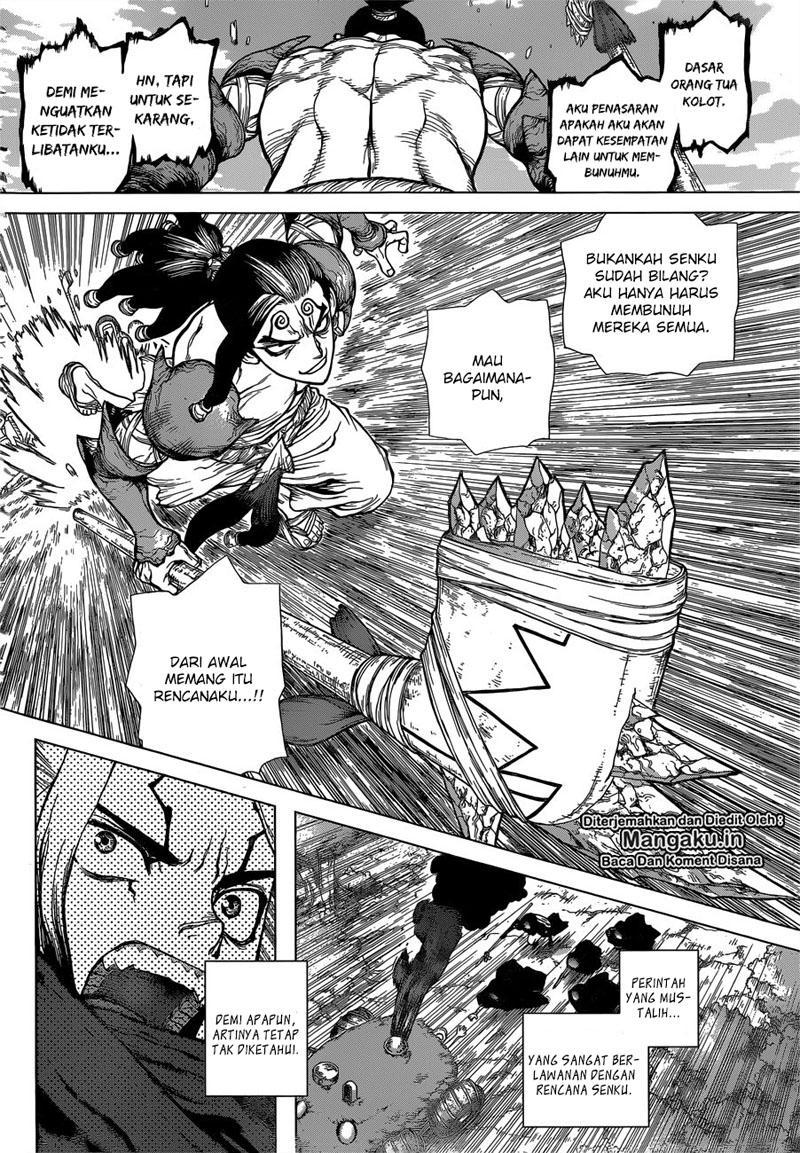 DASAR
ORANG TUA
KOLOT.
AKU PENASARAN
APAKAH AKU AKAN
DAPAT KESEMPATAN
LAIN UNTUK MEM-
BUNUHMU.
HN, TAPI
UNTUK SE-
KARANG,
DEMI ME-
NGUATKAN
KETIDAK TER-
LIBATANKU...
BUKANKAH SENKU
SUDAH BILANG?
AKU HANYA HARUS
MEMBUNUH
MEREKA SEMUA.
MAU
BAGAIMANA-
PUN,
DARI AWAL
MEMANG ITU
RENCANAKU...!!
Diterjemahkan dan Diedit Oleh :
Mangaku.in
Baca Dan Koment Disana
PERINTAH
YANG MUS-
TALIH...
YANG SANGAT BER-
LAWANAN DENGAN
RENCANA SENKU.
DEMI APAPUN,
ARTINYA TETAP
TAK DIKETAHUI.